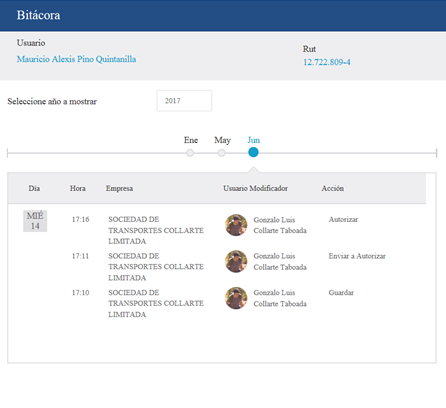 Bitácora
Usuario
Mauricio Alexis Pino Quintanilla
Rut
12.722.809-4
Seleccione año a mostrar
2017
Ene May Jun
Día Hora Empresa Usuario Modificador Acción
MIÉ
14
17:16
SOCIEDAD DE
TRANSPORTES COLLARTE
LIMITADA
Gonzalo Luis
Collarte Taboada
Autorizar
17:11
SOCIEDAD DE
TRANSPORTES COLLARTE
LIMITADA
Gonzalo Luis
Collarte Taboada
Enviar a Autorizar
17:10
SOCIEDAD DE
TRANSPORTES COLLARTE
LIMITADA
Gonzalo Luis
Collarte Taboada
Guardar